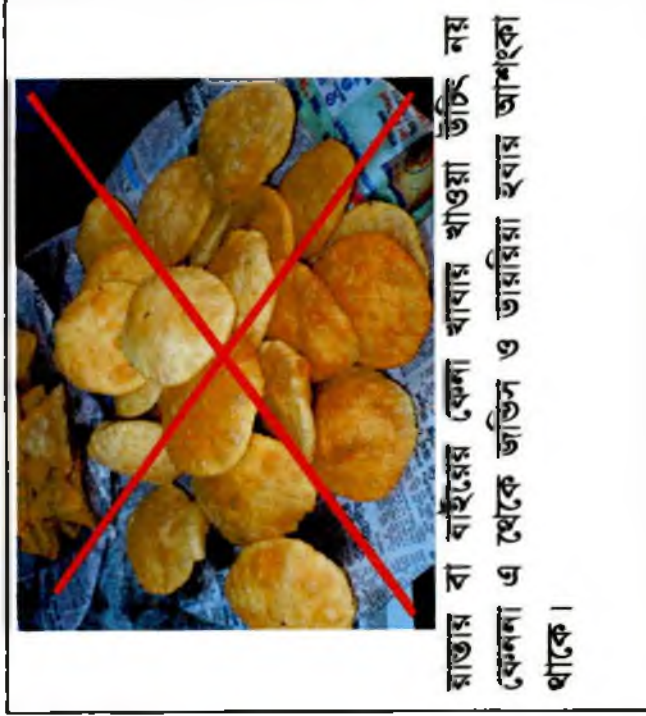 রাস্তায় বা বাইরের কেনা খাবার খাওয়া উচিৎ নয়
কেননা এ থেকে জন্ডিস ও ডায়রিয়া হবার আশংকা
থাকে।